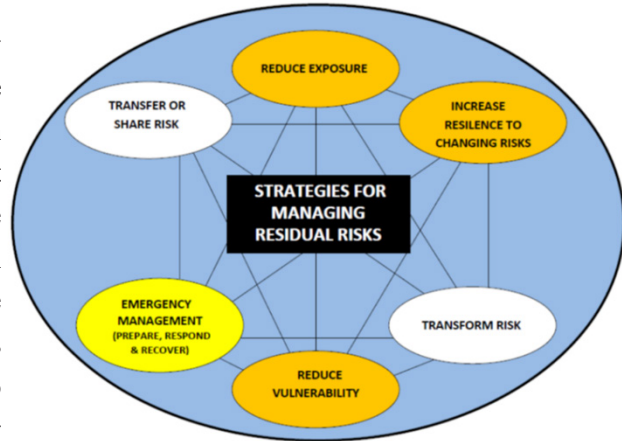 REDUCE EXPOSURE
TRANSFER OR
SHARE RISK
INCREASE
RESILENCE TO
CHANGING RISKS
STRATEGIES FOR
MANAGING
RESIDUAL RISKS
EMERGENCY
MANAGEMENT
(PREPARE, RESPOND
& RECOVER)
TRANSFORM RISK
REDUCE
VULNERABILITY